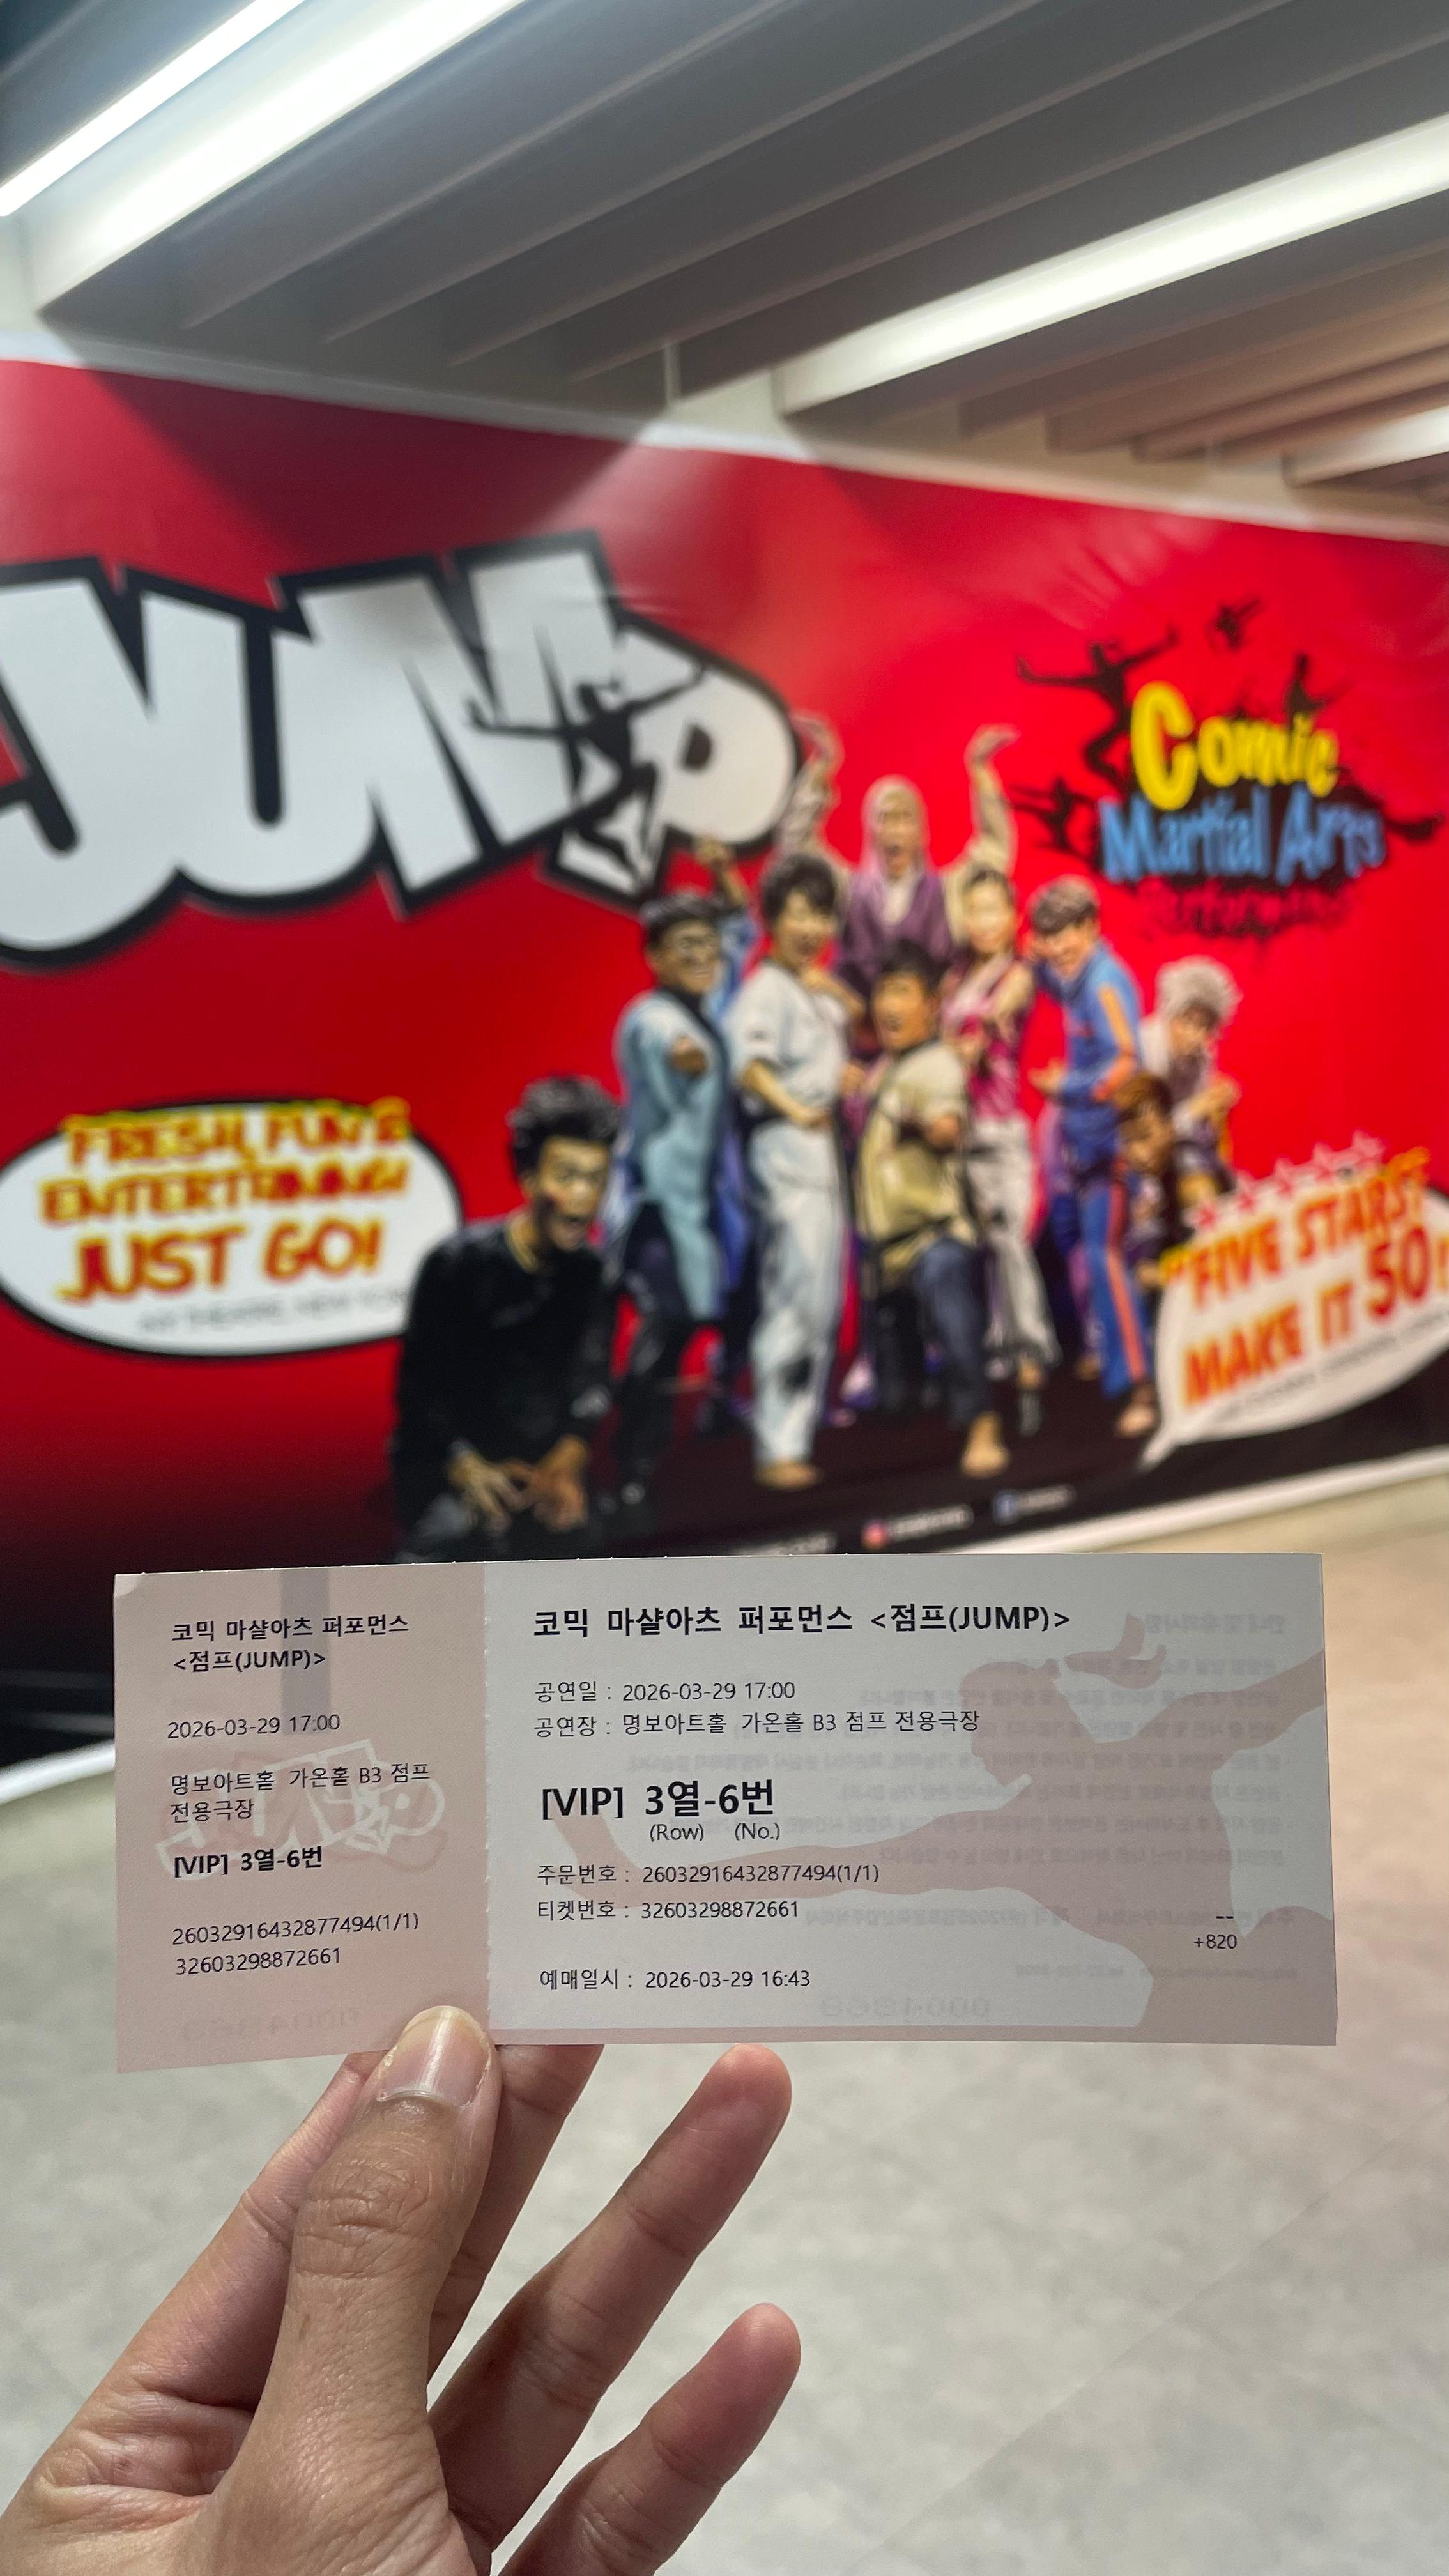 JUMP
Comic
Martial Arts
FRESH, FUN &
ENTERTAINING!
JUST GO!
"FIVE STARS?
MAKE IT 50!
코믹 마샬아츠 퍼포먼스
<점프(JUMP)>
2026-03-29 17:00
명보아트홀 가온홀 B3 점프
전용극장
[VIP] 3열-6번
26032916432877494(1/1)
32603298872661
코믹 마샬아츠 퍼포먼스 <점프(JUMP)>
공연일 : 2026-03-29 17:00
공연장 : 명보아트홀 가온홀 B3 점프 전용극장
[VIP] 3열-6번
(Row) (No.)
주문번호 : 26032916432877494(1/1)
티켓번호 : 32603298872661
--
+820
예매일시 : 2026-03-29 16:43